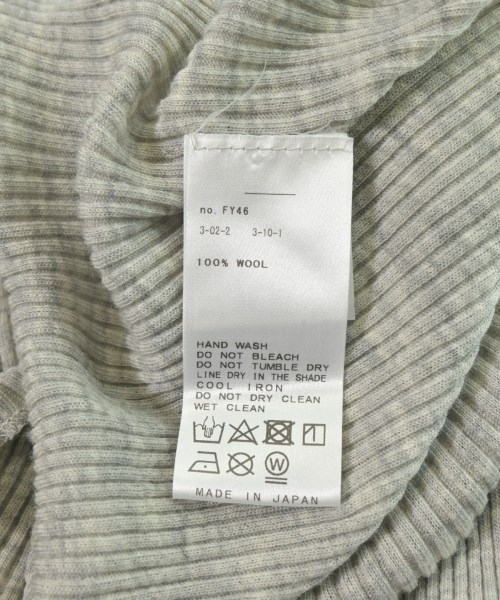 no. FY46
3-02-2 3-10-1
100% WOOL
HAND WASH
DO NOT BLEACH
DO NOT TUMBLE DRY
LINE DRY IN THE SHADE
COOL IRON
DO NOT DRY CLEAN
WET CLEAN
W
MADE IN JAPAN